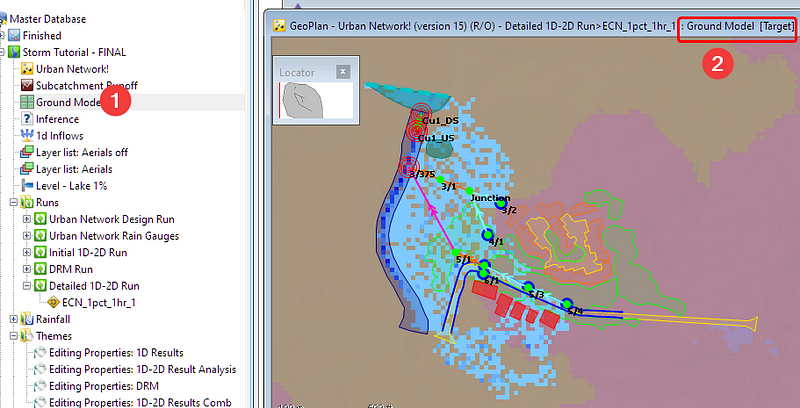 Master Database
Finished
Storm Tutorial - FINAL
Urban Network!
Subcatchment Runoff
Ground Mode
1
Inference
1d Inflows
Layer list: Aerials off
Layer list: Aerials
Level - Lake 1%
Runs
Urban Network Design Run
Urban Network Rain Gauges
Initial 1D-2D Run
DRM Run
Detailed 1D-2D Run
ECN_1pct_1hr_1
Rainfall
Themes
Editing Properties: 1D Results
Editing Properties: 1D-2D Result Analysis
Editing Properties: DRM
Editing Properties: 1D-2D Results Comb
GeoPlan - Urban Network! (version 15) (R/O) - Detailed 1D-2D Run>ECN_1pct_1hr_1 : Ground Model [Target]
2
Locator
x
Cu1_DS
Cu1_US
3/375
3/1
Junction
3/2
4/1
5/1
6/1
5/3
5/4